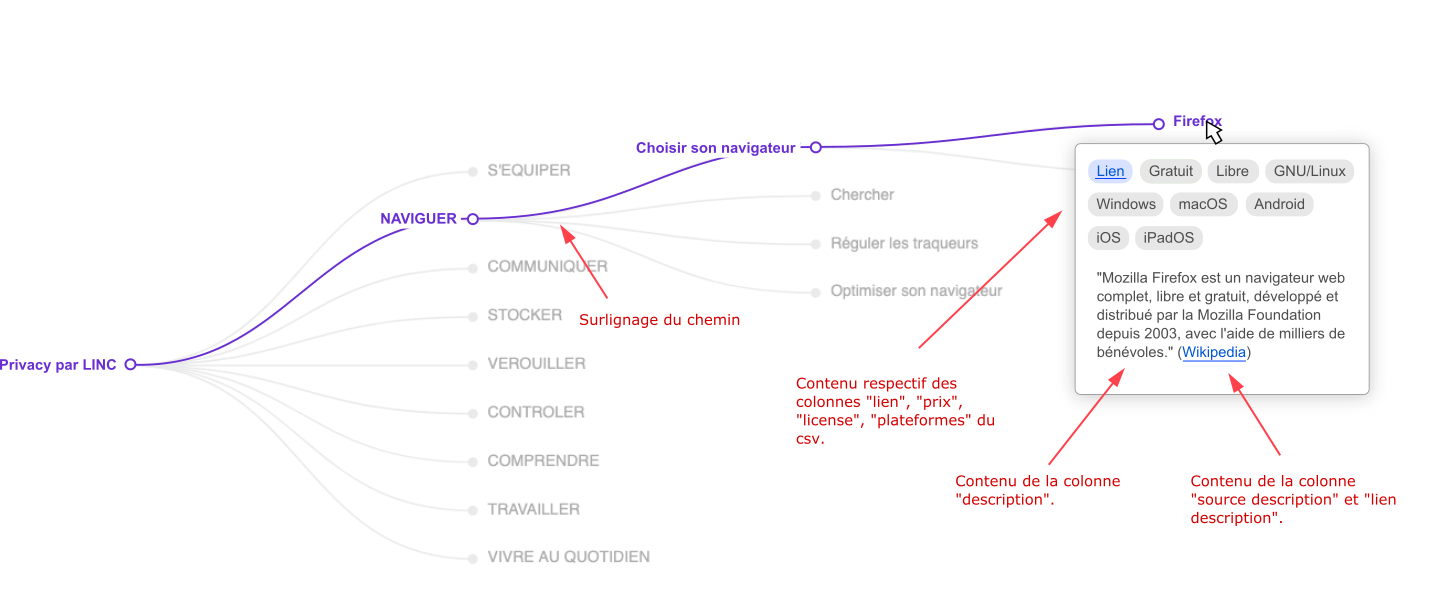 Firefox
Choisir son navigateur
S'EQUIPER
Lien Gratuit Libre GNU/Linux
Chercher
Windows macOS Android
NAVIGUER
iOS iPadOS
Réguler les traqueurs
COMMUNIQUER
"Mozilla Firefox est un navigateur web
complet, libre et gratuit, développé et
distribué par la Mozilla Foundation
depuis 2003, avec l'aide de milliers de
bénévoles." (Wikipedia)
Optimiser son navigateur
STOCKER
Surlignage du chemin
Privacy par LINC
VEROUILLER
Contenu respectif des
colonnes "lien", "prix",
"license", "plateformes" du
csv.
CONTROLER
COMPRENDRE
Contenu de la colonne
"description".
Contenu de la colonne
"source description" et "lien
description".
TRAVAILLER
VIVRE AU QUOTIDIEN